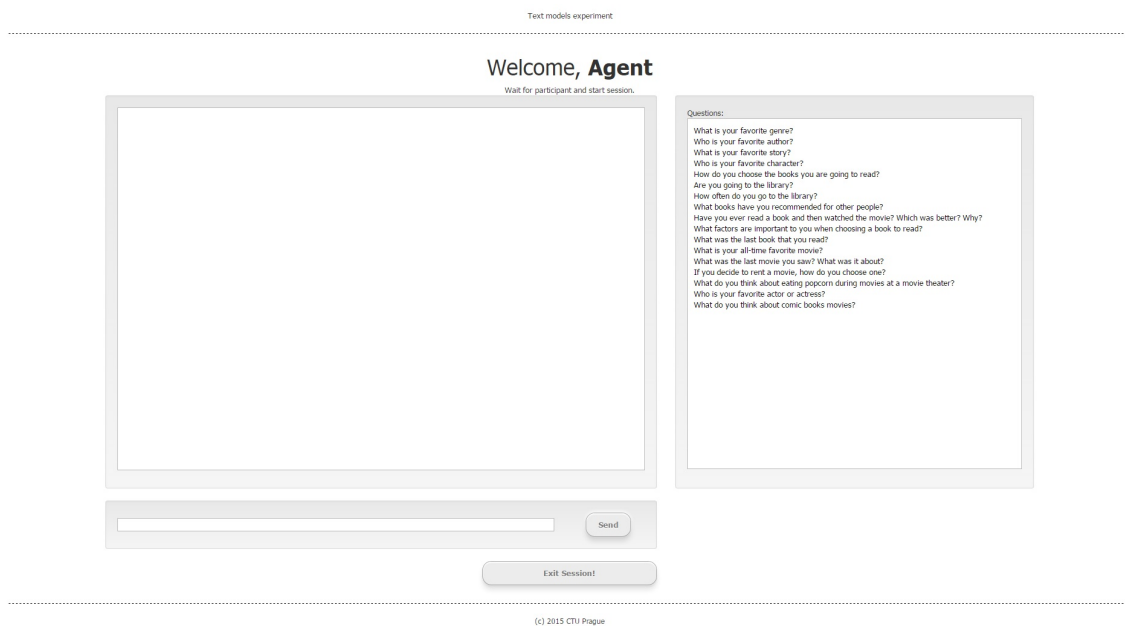 Text models experiment
Welcome, Agent
Wait for participant and start session.
Questions:
What is your favorite genre?
Who is your favorite author?
What is your favorite story?
Who is your favorite character?
How do you choose the books you are going to read?
Are you going to the library?
How often do you go to the library?
What books have you recommended for other people?
Have you ever read a book and then watched the movie? Which was better? Why?
What factors are important to you when choosing a book to read?
What was the last book that you read?
What is your all-time favorite movie?
What was the last movie you saw? What was it about?
If you decide to rent a movie, how do you choose one?
What do you think about eating popcorn during movies at a movie theater?
Who is your favorite actor or actress?
What do you think about comic books movies?
Send
Exit Session!
(c) 2015 CTU Prague